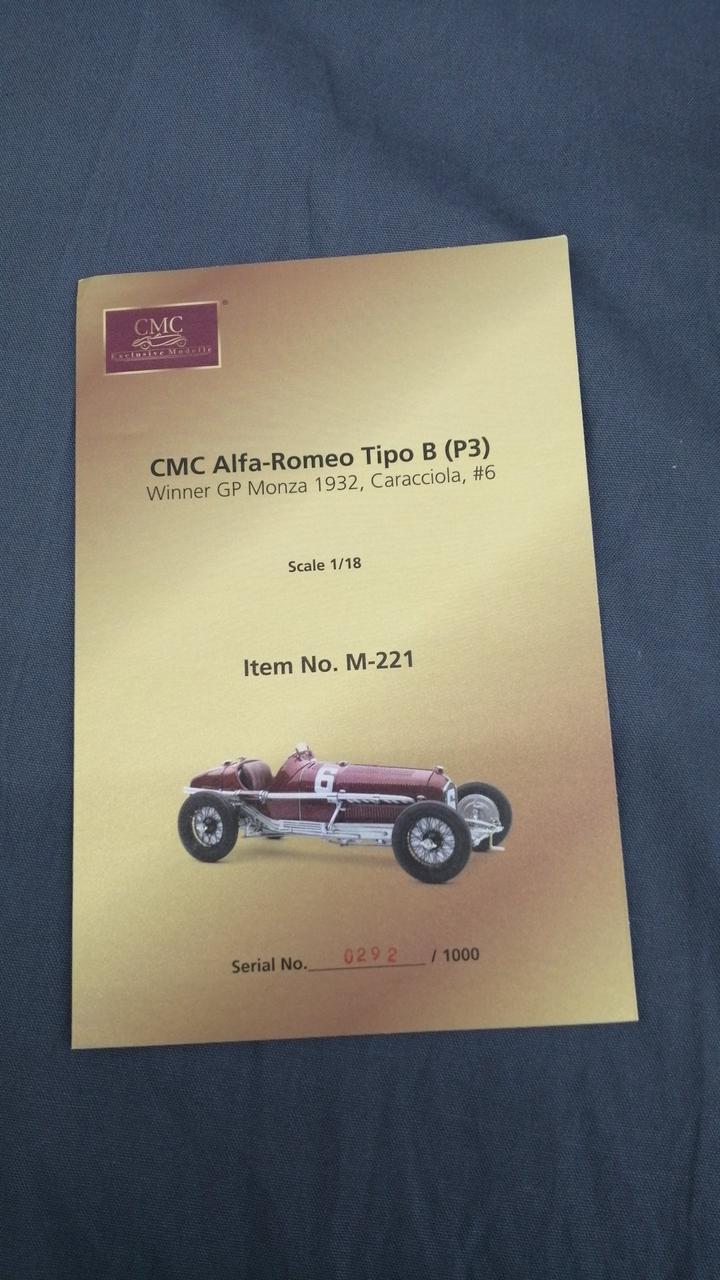 ®
CMC
Exclusive Modelle
CMC Alfa-Romeo Tipo B (P3)
Winner GP Monza 1932, Caracciola, #6
Scale 1/18
Item No. M-221
6
6
Serial No. 0292 / 1000